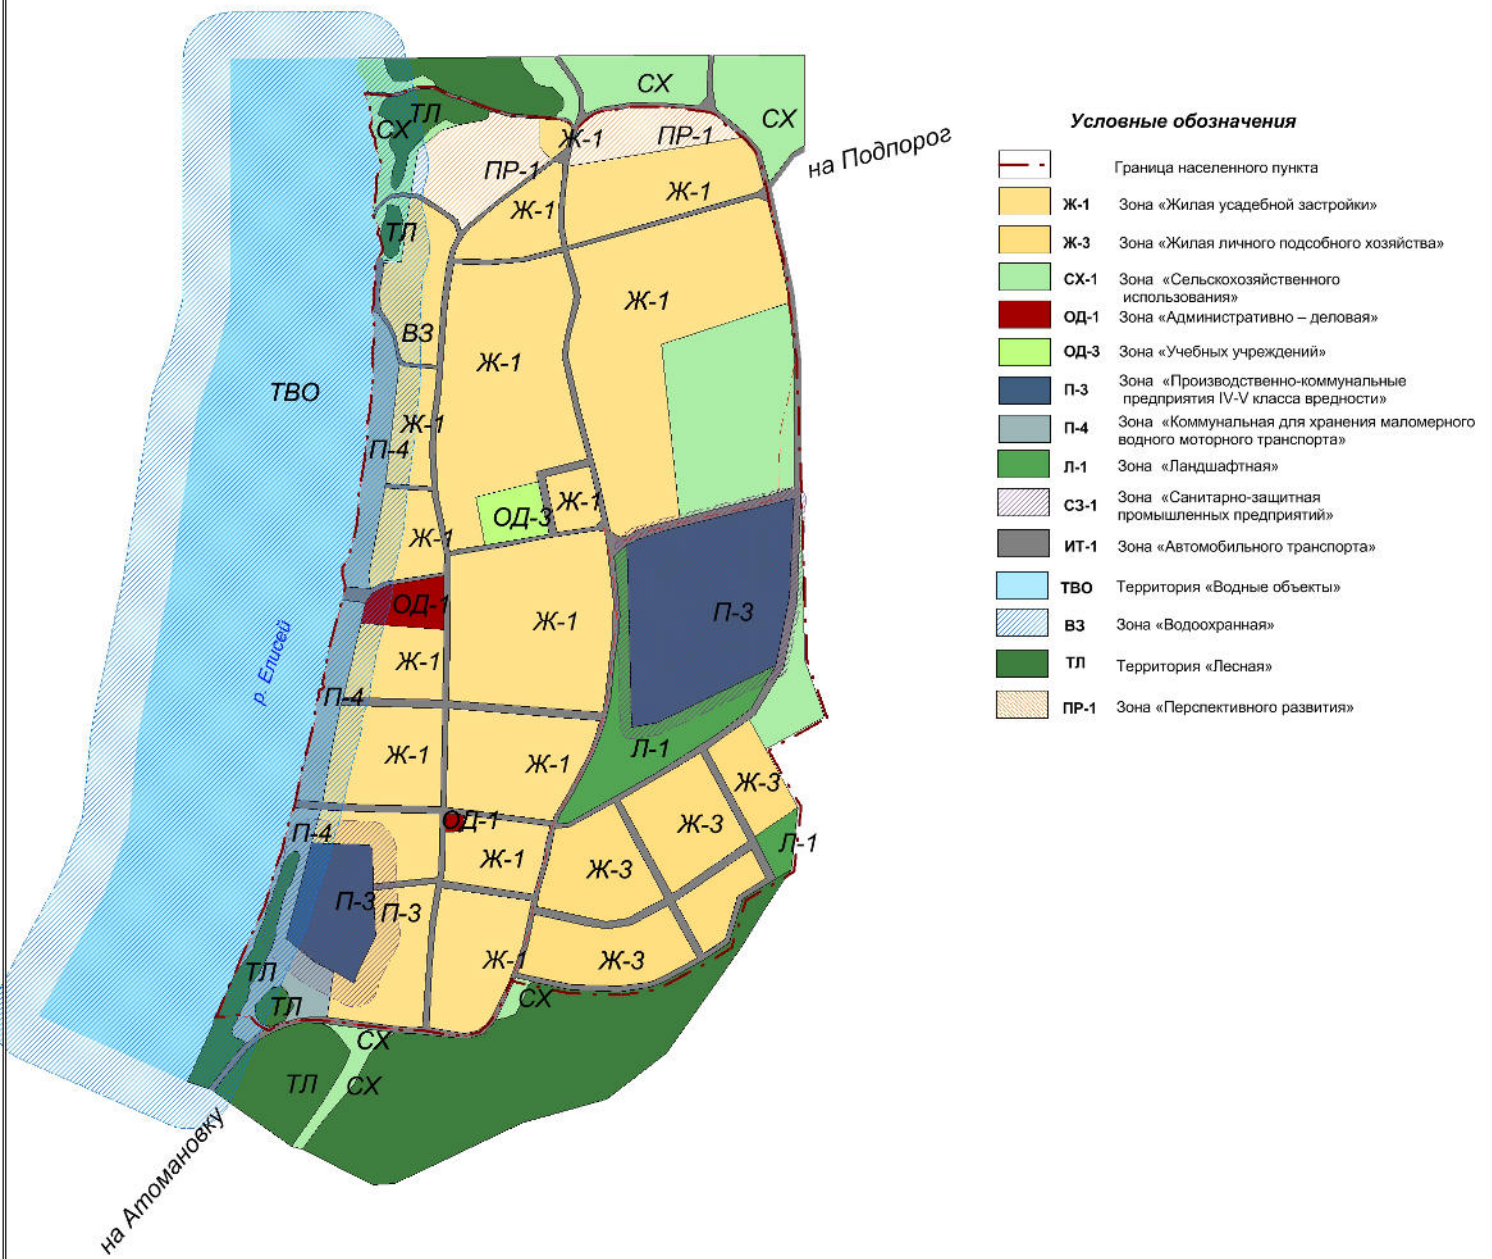 СХ
СХ
ТЛ
СХ
Ж-1
ПР-1
на Подпорог
ПР-1
Ж-1
Ж-1
ТЛ
Ж-1
ВЗ
Ж-1
ТВО
Ж-1
П-4
Ж-1
ОД-3
Ж-1
ОД-1
П-3
Ж-1
р. Елисей
Ж-1
П-4
Л-1
Ж-1
Ж-1
Ж-3
ОД-1
Ж-3
П-4
Л-1
Ж-1
Ж-3
П-3
П-3
Ж-1
Ж-3
ТЛ
СХ
ТЛ
СХ
ТЛ
СХ
на Атомановку
Условные обозначения
Граница населенного пункта
Ж-1 Зона «Жилая усадебной застройки»
Ж-3 Зона «Жилая личного подсобного хозяйства»
СХ-1 Зона «Сельскохозяйственного
использования»
ОД-1 Зона «Административно – деловая»
ОД-3 Зона «Учебных учреждений»
П-3 Зона «Производственно-коммунальные
предприятия IV-V класса вредности»
П-4 Зона «Коммунальная для хранения маломерного
водного моторного транспорта»
Л-1 Зона «Ландшафтная»
СЗ-1 Зона «Санитарно-защитная
промышленных предприятий»
ИТ-1 Зона «Автомобильного транспорта»
ТВО Территория «Водные объекты»
ВЗ Зона «Водоохранная»
ТЛ Территория «Лесная»
ПР-1 Зона «Перспективного развития»